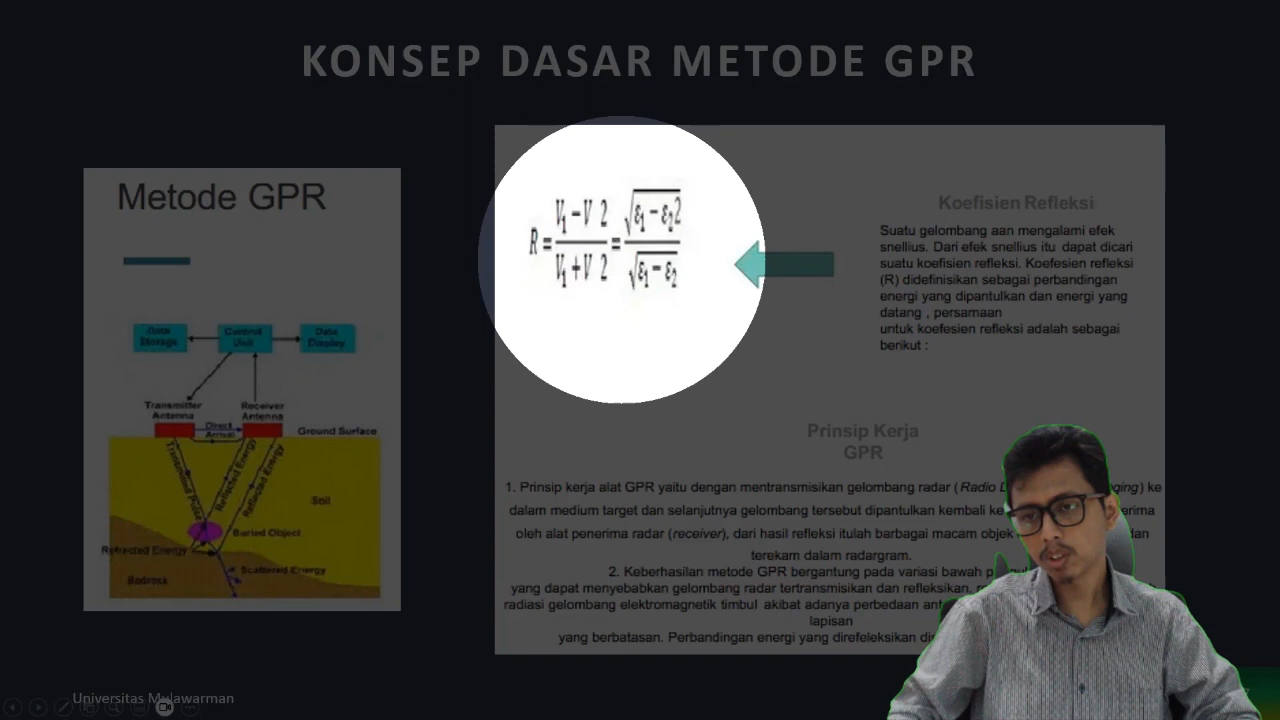 KONSEP DASAR METODE GPR
Metode GPR
Data Storage
Control Unit
Data Display
Transmitter Antenna
Receiver Antenna
Direct Arrival
Ground Surface
Transmitted Pulse
Reflected Energy
Reflected Energy
Soil
Buried Object
Refracted Energy
Scattered Energy
Bedrock
R = V₁ − V 2 / V₁ + V 2 = √ε₁ − ε₂2 / √ε₁ − ε₂
Koefisien Refleksi
Suatu gelombang aan mengalami efek
snellius. Dari efek snellius itu dapat dicari
suatu koefisien refleksi. Koefesien refleksi
(R) didefinisikan sebagai perbandingan
energi yang dipantulkan dan energi yang
datang , persamaan
untuk koefesien refleksi adalah sebagai
berikut :
Prinsip Kerja
GPR
1. Prinsip kerja alat GPR yaitu dengan mentransmisikan gelombang radar (Radio ke
dalam medium target dan selanjutnya gelombang tersebut dipantulkan kembali
oleh alat penerima radar (receiver), dari hasil refleksi itulah barbagai macam objek dan
terekam dalam radargram.
2. Keberhasilan metode GPR bergantung pada variasi bawah
yang dapat menyebabkan gelombang radar tertransmisikan dan refleksikan,
radiasi gelombang elektromagnetik timbul akibat adanya perbedaan
lapisan
yang berbatasan. Perbandingan energi yang direfeleksikan
Universitas Mulawarman